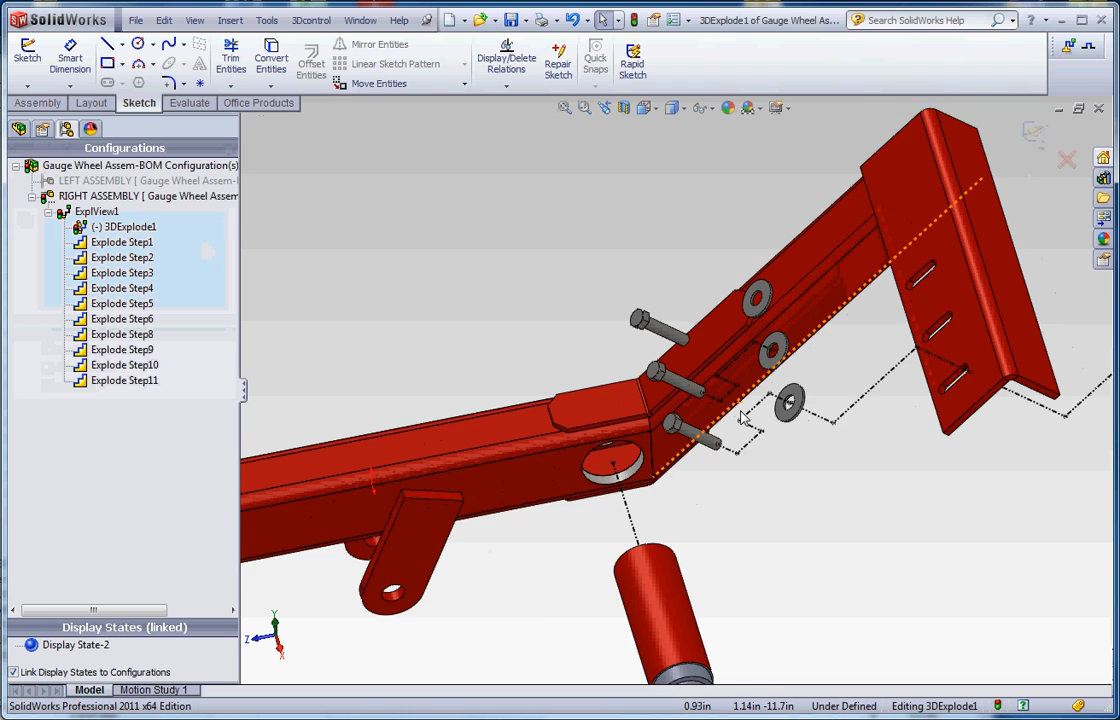 SolidWorks File Edit View Insert Tools 3Dcontrol Window Help 3DExplode1 of Gauge Wheel As... Search SolidWorks Help
Sketch Smart Dimension Trim Entities Convert Entities Offset Entities Mirror Entities Linear Sketch Pattern Move Entities Display/Delete Relations Repair Sketch Quick Snaps Rapid Sketch
Assembly Layout Sketch Evaluate Office Products
Configurations
Gauge Wheel Assem-BOM Configuration(s)
LEFT ASSEMBLY [ Gauge Wheel Assem-
RIGHT ASSEMBLY [ Gauge Wheel Assem
ExplView1
(-) 3DExplode1
Explode Step1
Explode Step2
Explode Step3
Explode Step4
Explode Step5
Explode Step6
Explode Step8
Explode Step9
Explode Step10
Explode Step11
Y
Z
X
Display States (linked)
Display State-2
Link Display States to Configurations
Model Motion Study 1
SolidWorks Professional 2011 x64 Edition 0.93in 1.14in -11.7in Under Defined Editing 3DExplode1